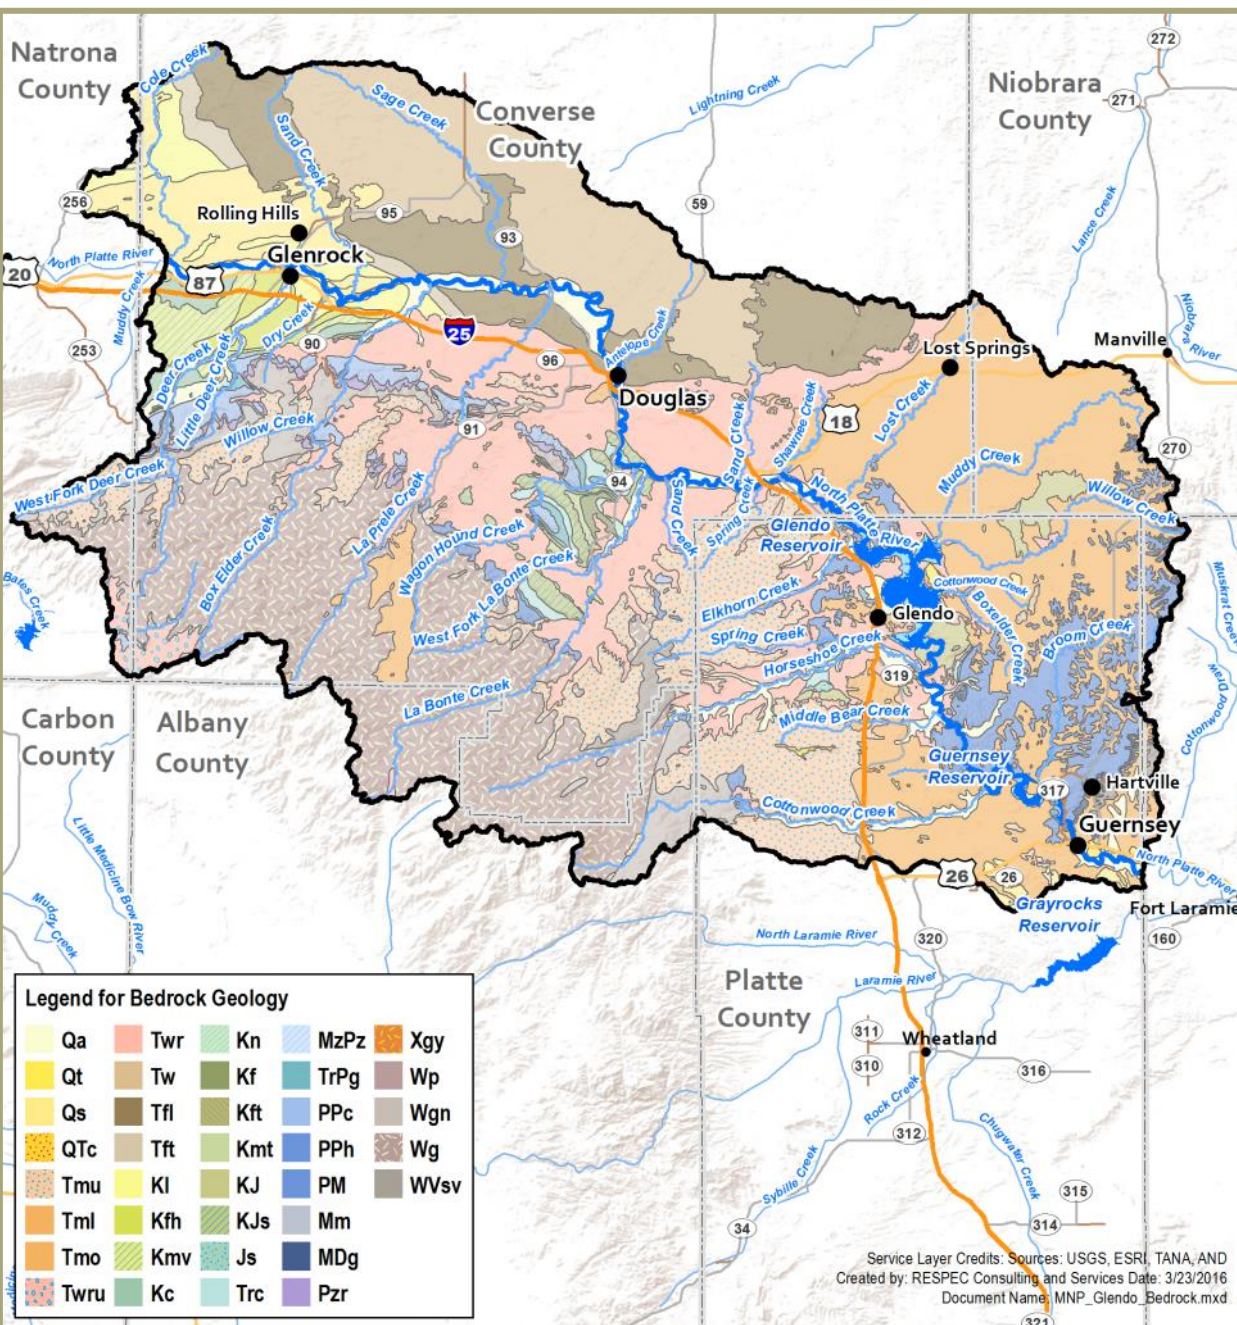 Natrona
County
Cole Creek
Sage Creek
Sand Creek
Converse
County
Lightning Creek
Niobrara
County
272
271
256
Rolling Hills
95
93
59
Lance Creek
North Platte River
Glenrock
20
87
Muddy Creek
253
Dry Creek
90
25
96
Antelope Creek
Niobrara
River
Manville
Lost Springs
Deer Creek
Little Deer Creek
Willow Creek
91
Douglas
18
Sand Creek
Shawnee Creek
Lost Creek
270
West Fork Deer Creek
94
Muddy Creek
Willow Creek
La Prele Creek
Box Elder Creek
Wagon Hound Creek
Sand Creek
Spring Creek
North Platte
River
Glendo
Reservoir
Bates Creek
West Fork La Bonte Creek
Elkhorn Creek
Cottonwood Creek
Muskrat Creek
Glendo
Boxelder Creek
Broom Creek
Spring Creek
Horseshoe Creek
319
La Bonte Creek
Middle Bear Creek
Cottonwood Draw
Carbon
County
Albany
County
Guernsey
Reservoir
317
Hartville
Cottonwood Creek
Guernsey
Little Medicine Bow River
Muddy Creek
26
26
North Platte River
Grayrocks
Reservoir
Fort Laramie
North Laramie River
320
160
Platte
County
Laramie River
311
310
Wheatland
316
Rock Creek
312
Chugwater Creek
Sybille Creek
34
315
314
321
Legend for Bedrock Geology
Qa Twr Kn MzPz Xgy
Qt Tw Kf TrPg Wp
Qs Tfl Kft PPc Wgn
QTc Tft Kmt PPh Wg
Tmu Kl KJ PM WVsv
Tml Kfh KJs Mm
Tmo Kmv Js MDg
Twru Kc Trc Pzr
Service Layer Credits: Sources: USGS, ESRI, TANA, AND
Created by: RESPEC Consulting and Services Date: 3/23/2016
Document Name: MNP_Glendo_Bedrock.mxd